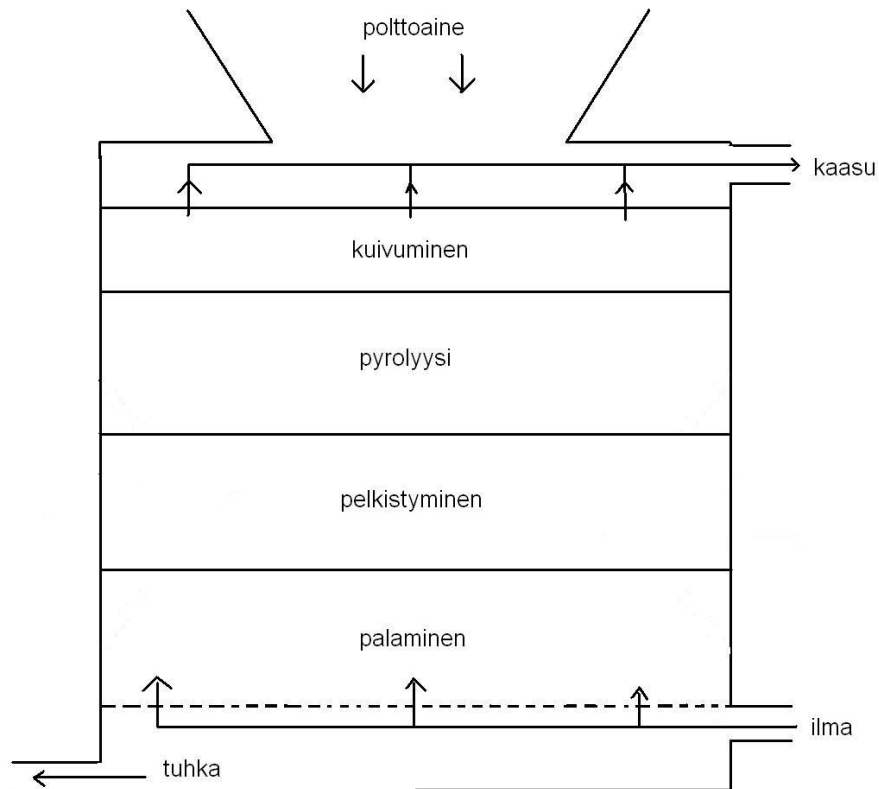 polttoaine
kaasu
kuivuminen
pyrolyysi
pelkistyminen
palaminen
ilma
tuhka